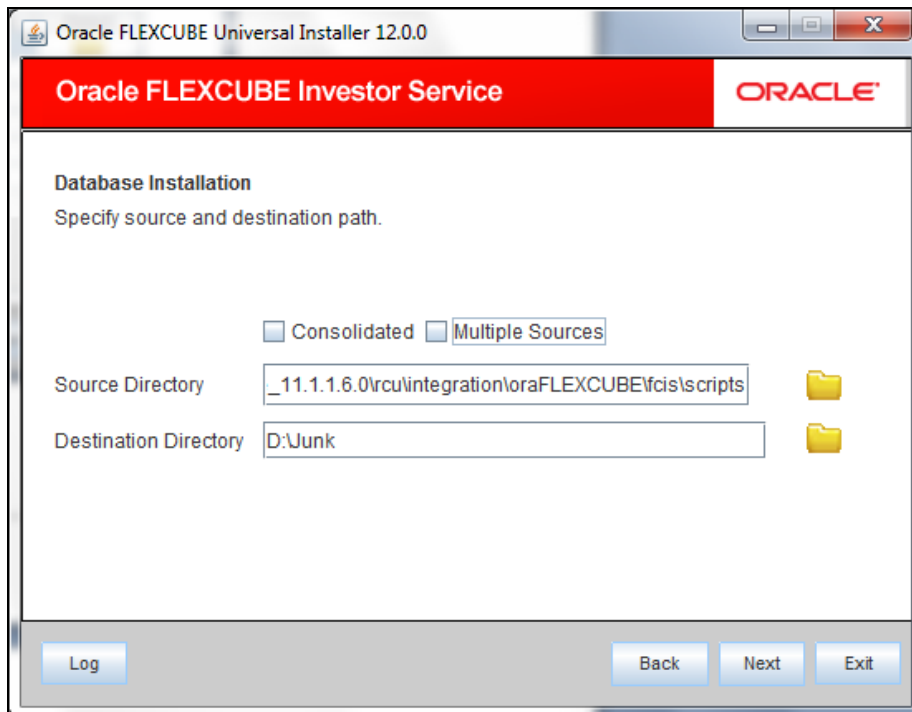 Oracle FLEXCUBE Universal Installer 12.0.0
Oracle FLEXCUBE Investor Service
ORACLE
Database Installation
Specify source and destination path.
Consolidated Multiple Sources
Source Directory _11.1.1.6.0\rcu\integration\oraFLEXCUBE\fcis\scripts
Destination Directory D:\Junk
Log Back Next Exit